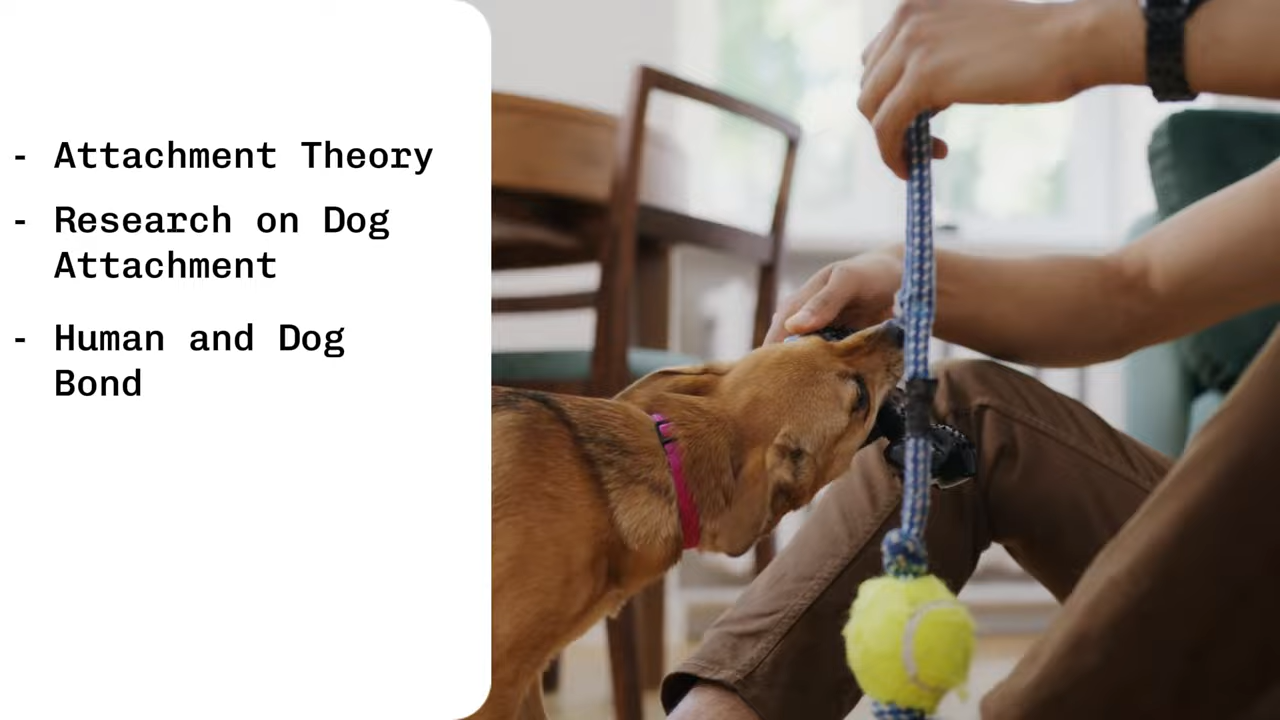 - Attachment Theory
- Research on Dog
Attachment
- Human and Dog
Bond